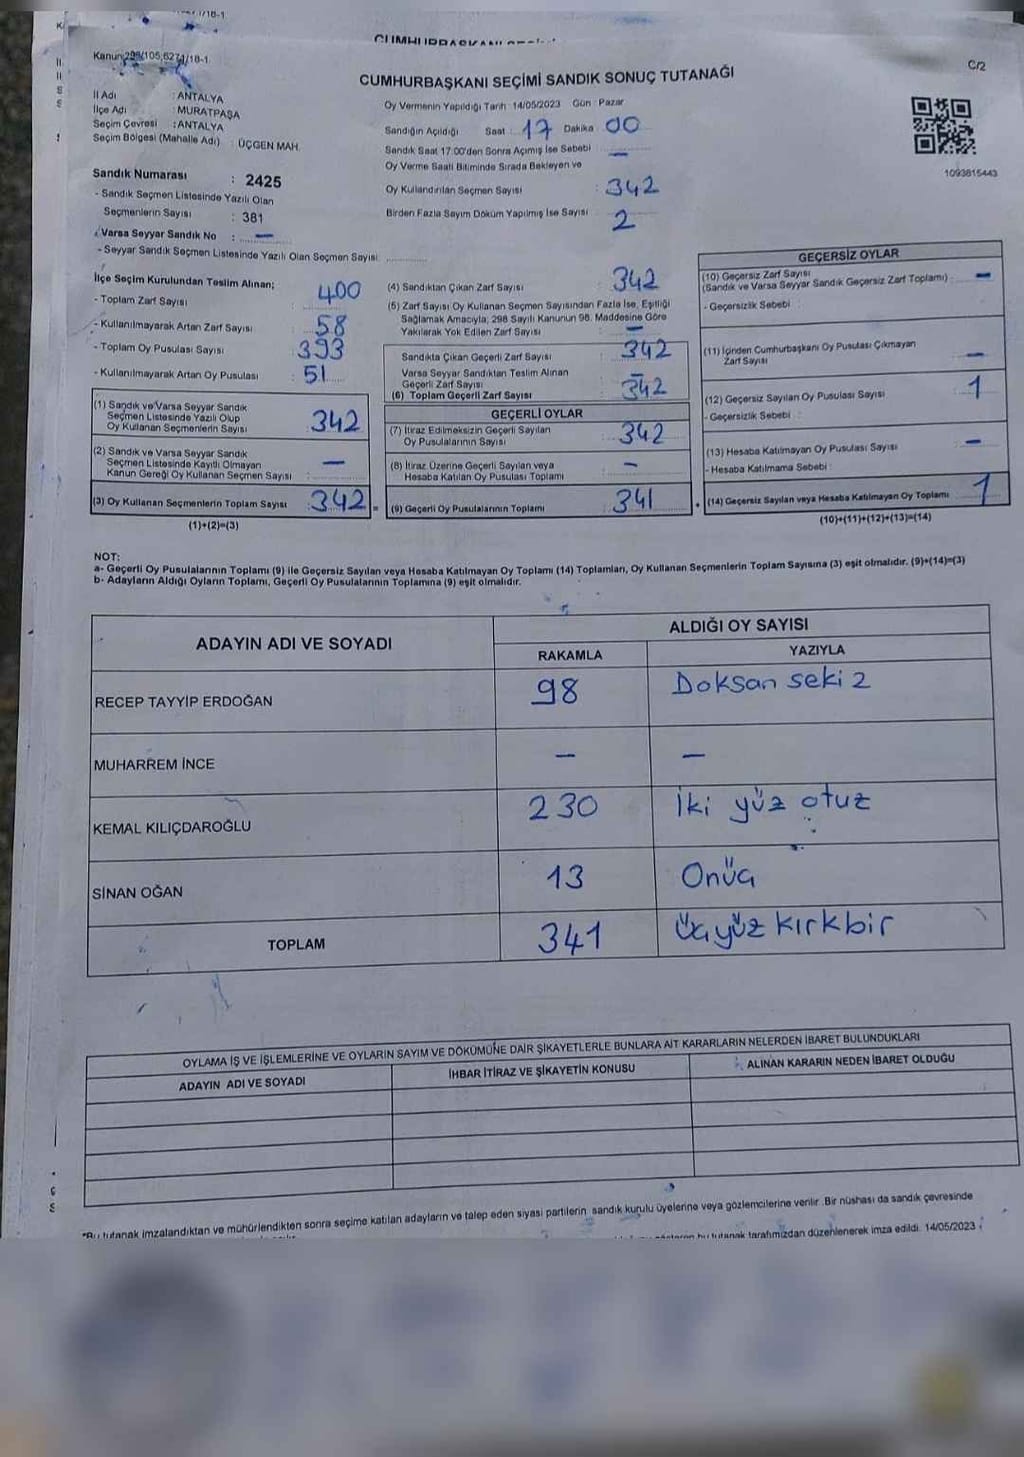 Kanun:298/105,6271/18-1
C/2
CUMHURBAŞKANI SEÇİMİ SANDIK SONUÇ TUTANAĞI
İl Adı : ANTALYA
İlçe Adı : MURATPAŞA
Seçim Çevresi : ANTALYA
Seçim Bölgesi (Mahalle Adı) : ÜÇGEN MAH.
Sandık Numarası : 2425
- Sandık Seçmen Listesinde Yazılı Olan
Seçmenlerin Sayısı : 381
Varsa Seyyar Sandık No : —
- Seyyar Sandık Seçmen Listesinde Yazılı Olan Seçmen Sayısı :
Oy Vermenin Yapıldığı Tarih :14/05/2023 Gün : Pazar
Sandığın Açıldığı Saat 17 Dakika 00
Sandık Saat 17.00'den Sonra Açımış İse Sebebi : —
Oy Verme Saati Bitiminde Sırada Bekleyen ve
Oy Kullandırılan Seçmen Sayısı : 342
Birden Fazla Sayım Döküm Yapılmış İse Sayısı : 2
1093815443
İlçe Seçim Kurulundan Teslim Alınan;
- Toplam Zarf Sayısı : 400
- Kullanılmayarak Artan Zarf Sayısı : 58
- Toplam Oy Pusulası Sayısı : 393
- Kullanılmayarak Artan Oy Pusulası : 51
(1) Sandık ve Varsa Seyyar Sandık
Seçmen Listesinde Yazılı Olup
Oy Kullanan Seçmenlerin Sayısı : 342
(2) Sandık ve Varsa Seyyar Sandık
Seçmen Listesinde Kayıtlı Olmayan
Kanun Gereği Oy Kullanan Seçmen Sayısı : —
(3) Oy Kullanan Seçmenlerin Toplam Sayısı : 342
(1)+(2)=(3)
(4) Sandıktan Çıkan Zarf Sayısı : 342
(5) Zarf Sayısı Oy Kullanan Seçmen Sayısından Fazla İse, Eşitliği
Sağlamak Amacıyla; 298 Sayılı Kanunun 98. Maddesine Göre
Yakılarak Yok Edilen Zarf Sayısı : —
Sandıkta Çıkan Geçerli Zarf Sayısı : 342
Varsa Seyyar Sandıktan Teslim Alınan
Geçerli Zarf Sayısı : —
(6) Toplam Geçerli Zarf Sayısı : 342
GEÇERLİ OYLAR
(7) İtiraz Edilmeksizin Geçerli Sayılan
Oy Pusulalarının Sayısı : 342
(8) İtiraz Üzerine Geçerli Sayılan veya
Hesaba Katılan Oy Pusulası Toplamı : —
(9) Geçerli Oy Pusulalarının Toplamı : 341
GEÇERSİZ OYLAR
(10) Geçersiz Zarf Sayısı
(Sandık ve Varsa Seyyar Sandık Geçersiz Zarf Toplamı) : —
- Geçersizlik Sebebi :
(11) İçinden Cumhurbaşkanı Oy Pusulası Çıkmayan
Zarf Sayısı : —
(12) Geçersiz Sayılan Oy Pusulası Sayısı : 1
- Geçersizlik Sebebi :
(13) Hesaba Katılmayan Oy Pusulası Sayısı : —
- Hesaba Katılmama Sebebi :
(14) Geçersiz Sayılan veya Hesaba Katılmayan Oy Toplamı : 1
(10)+(11)+(12)+(13)=(14)
NOT:
a- Geçerli Oy Pusulalarının Toplamı (9) ile Geçersiz Sayılan veya Hesaba Katılmayan Oy Toplamı (14) Toplamları, Oy Kullanan Seçmenlerin Toplam Sayısına (3) eşit olmalıdır. (9)+(14)=(3)
b- Adayların Aldığı Oyların Toplamı, Geçerli Oy Pusulalarının Toplamına (9) eşit olmalıdır.
ADAYIN ADI VE SOYADI ALDIĞI OY SAYISI
RAKAMLA YAZIYLA
RECEP TAYYİP ERDOĞAN 98 Doksan seki2
MUHARREM İNCE — —
KEMAL KILIÇDAROĞLU 230 İki yüz otuz
SİNAN OĞAN 13 Onüç
TOPLAM 341 üçyüz kırkbir
OYLAMA İŞ VE İŞLEMLERİNE VE OYLARIN SAYIM VE DÖKÜMÜNE DAİR ŞİKAYETLERLE BUNLARA AİT KARARLARIN NELERDEN İBARET BULUNDUKLARI
ADAYIN ADI VE SOYADI İHBAR İTİRAZ VE ŞİKAYETİN KONUSU ALINAN KARARIN NEDEN İBARET OLDUĞU
*Bu tutanak imzalandıktan ve mühürlendikten sonra seçime katılan adayların ve talep eden siyasi partilerin sandık kurulu üyelerine veya gözlemcilerine verilir. Bir nüshası da sandık çevresinde
bu tutanak tarafımızdan düzenlenerek imza edildi. 14/05/2023